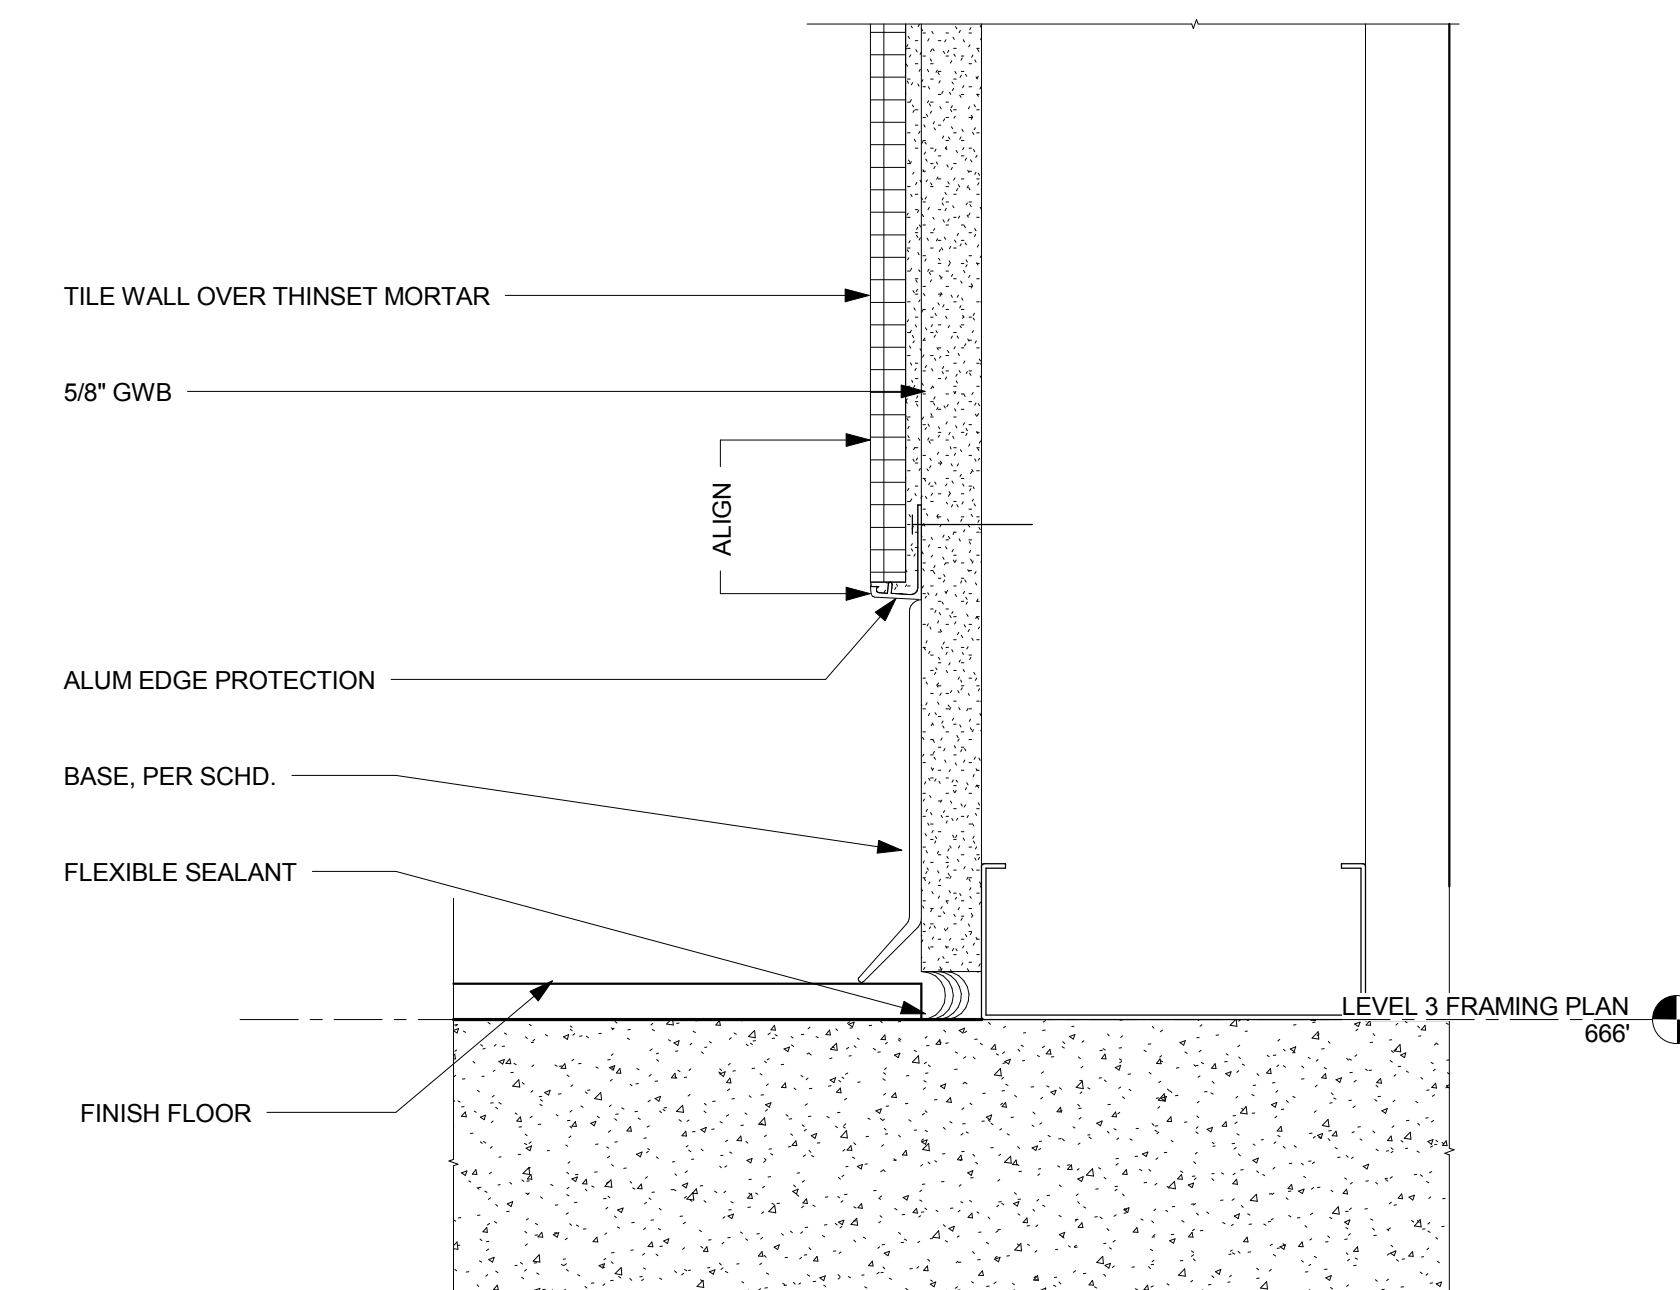 TILE WALL OVER THINSET MORTAR
5/8" GWB
ALIGN
ALUM EDGE PROTECTION
BASE, PER SCHD.
FLEXIBLE SEALANT
LEVEL 3 FRAMING PLAN
666'
FINISH FLOOR